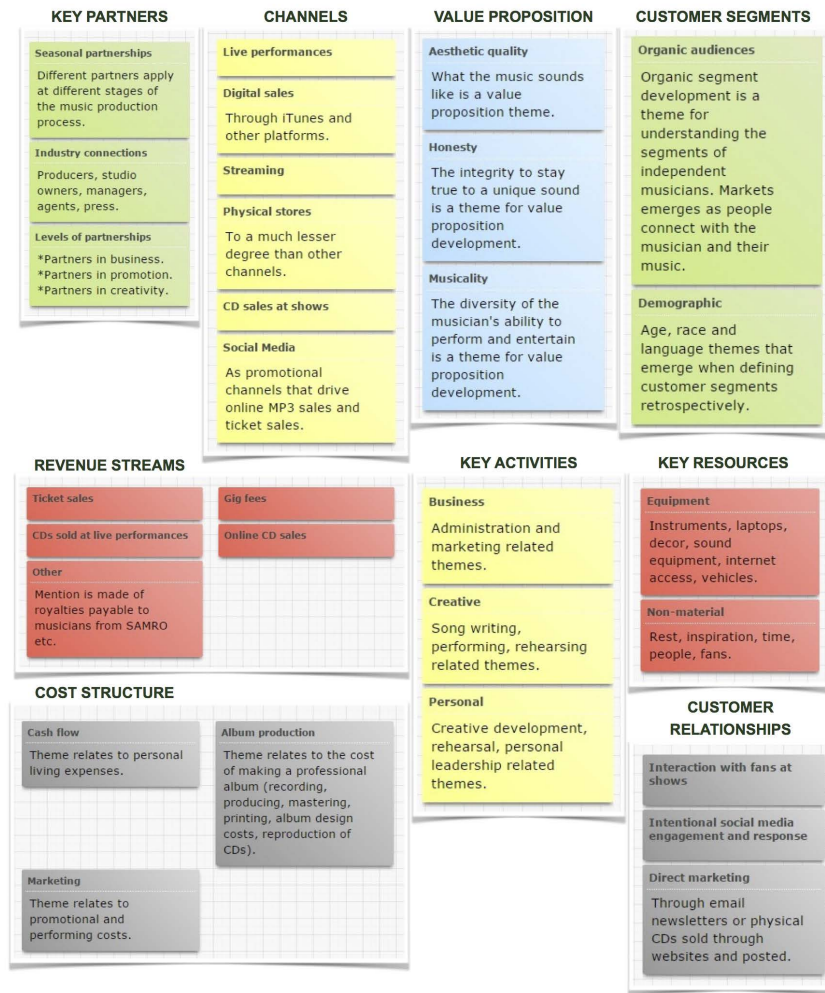 KEY PARTNERS
Seasonal partnerships
Different partners apply
at different stages of
the music production
process.
Industry connections
Producers, studio
owners, managers,
agents, press.
Levels of partnerships
*Partners in business.
*Partners in promotion.
*Partners in creativity.
CHANNELS
Live performances
Digital sales
Through iTunes and
other platforms.
Streaming
Physical stores
To a much lesser
degree than other
channels.
CD sales at shows
Social Media
As promotional
channels that drive
online MP3 sales and
ticket sales.
VALUE PROPOSITION
Aesthetic quality
What the music sounds
like is a value
proposition theme.
Honesty
The integrity to stay
true to a unique sound
is a theme for value
proposition
development.
Musicality
The diversity of the
musician's ability to
perform and entertain
is a theme for value
proposition
development.
CUSTOMER SEGMENTS
Organic audiences
Organic segment
development is a
theme for
understanding the
segments of
independent
musicians. Markets
emerges as people
connect with the
musician and their
music.
Demographic
Age, race and
language themes that
emerge when defining
customer segments
retrospectively.
REVENUE STREAMS
Ticket sales
Gig fees
CDs sold at live performances
Online CD sales
Other
Mention is made of
royalties payable to
musicians from SAMRO
etc.
KEY ACTIVITIES
Business
Administration and
marketing related
themes.
Creative
Song writing,
performing, rehearsing
related themes.
Personal
Creative development,
rehearsal, personal
leadership related
themes.
KEY RESOURCES
Equipment
Instruments, laptops,
decor, sound
equipment, internet
access, vehicles.
Non-material
Rest, inspiration, time,
people, fans.
COST STRUCTURE
Cash flow
Theme relates to personal
living expenses.
Album production
Theme relates to the cost
of making a professional
album (recording,
producing, mastering,
printing, album design
costs, reproduction of
CDs).
Marketing
Theme relates to
promotional and
performing costs.
CUSTOMER
RELATIONSHIPS
Interaction with fans at
shows
Intentional social media
engagement and response
Direct marketing
Through email
newsletters or physical
CDs sold through
websites and posted.